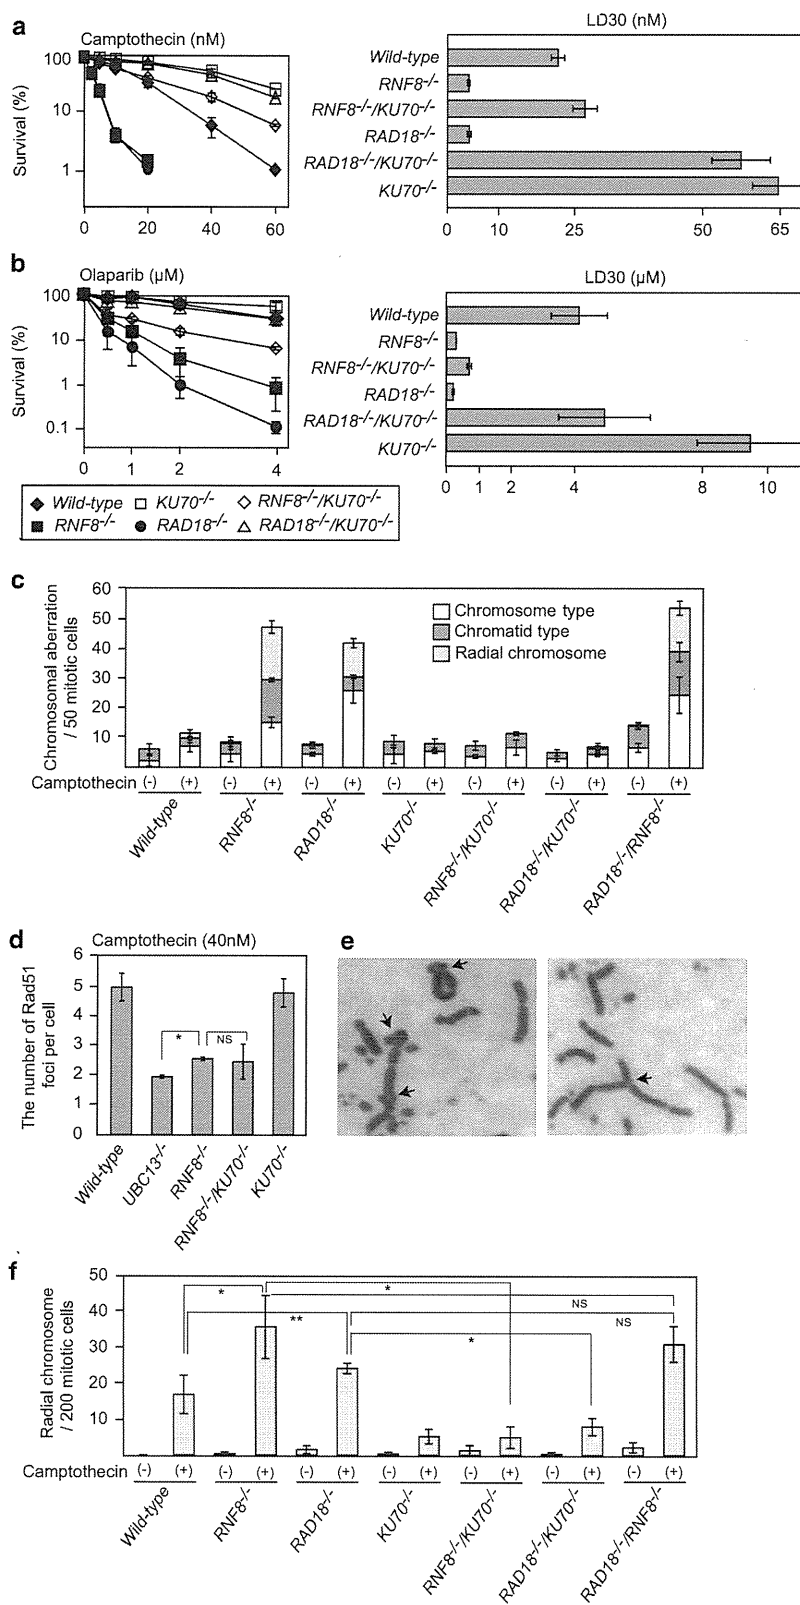 a
Camptothecin (nM)
Survival (%)
100
10
1
0 20 40 60
LD30 (nM)
Wild-type
RNF8-/-
RNF8-/-/KU70-/-
RAD18-/-
RAD18-/-/KU70-/-
KU70-/-
0 10 25 50 65
b
Olaparib (µM)
Survival (%)
100
10
1
0.1
0 1 2 4
LD30 (µM)
Wild-type
RNF8-/-
RNF8-/-/KU70-/-
RAD18-/-
RAD18-/-/KU70-/-
KU70-/-
0 1 2 4 8 10
Wild-type KU70-/- RNF8-/-/KU70-/-
RNF8-/- RAD18-/- RAD18-/-/KU70-/-
c
Chromosomal aberration
/ 50 mitotic cells
60
50
40
30
20
10
Chromosome type
Chromatid type
Radial chromosome
Camptothecin (-) (+) (-) (+) (-) (+) (-) (+) (-) (+) (-) (+) (-) (+)
Wild-type
RNF8-/-
RAD18-/-
KU70-/-
RNF8-/-/KU70-/-
RAD18-/-/KU70-/-
RAD18-/-/RNF8-/-
d
Camptothecin (40nM)
The number of Rad51
foci per cell
6
5
4
3
2
1
0
* NS
Wild-type
UBC13-/-
RNF8-/-
RNF8-/-/KU70-/-
KU70-/-
e
f
Radial chromosome
/ 200 mitotic cells
50
40
30
20
10
* *
NS
** NS
*
Camptothecin (-) (+) (-) (+) (-) (+) (-) (+) (-) (+) (-) (+) (-) (+)
Wild-type
RNF8-/-
RAD18-/-
KU70-/-
RNF8-/-/KU70-/-
RAD18-/-/KU70-/-
RAD18-/-/RNF8-/-